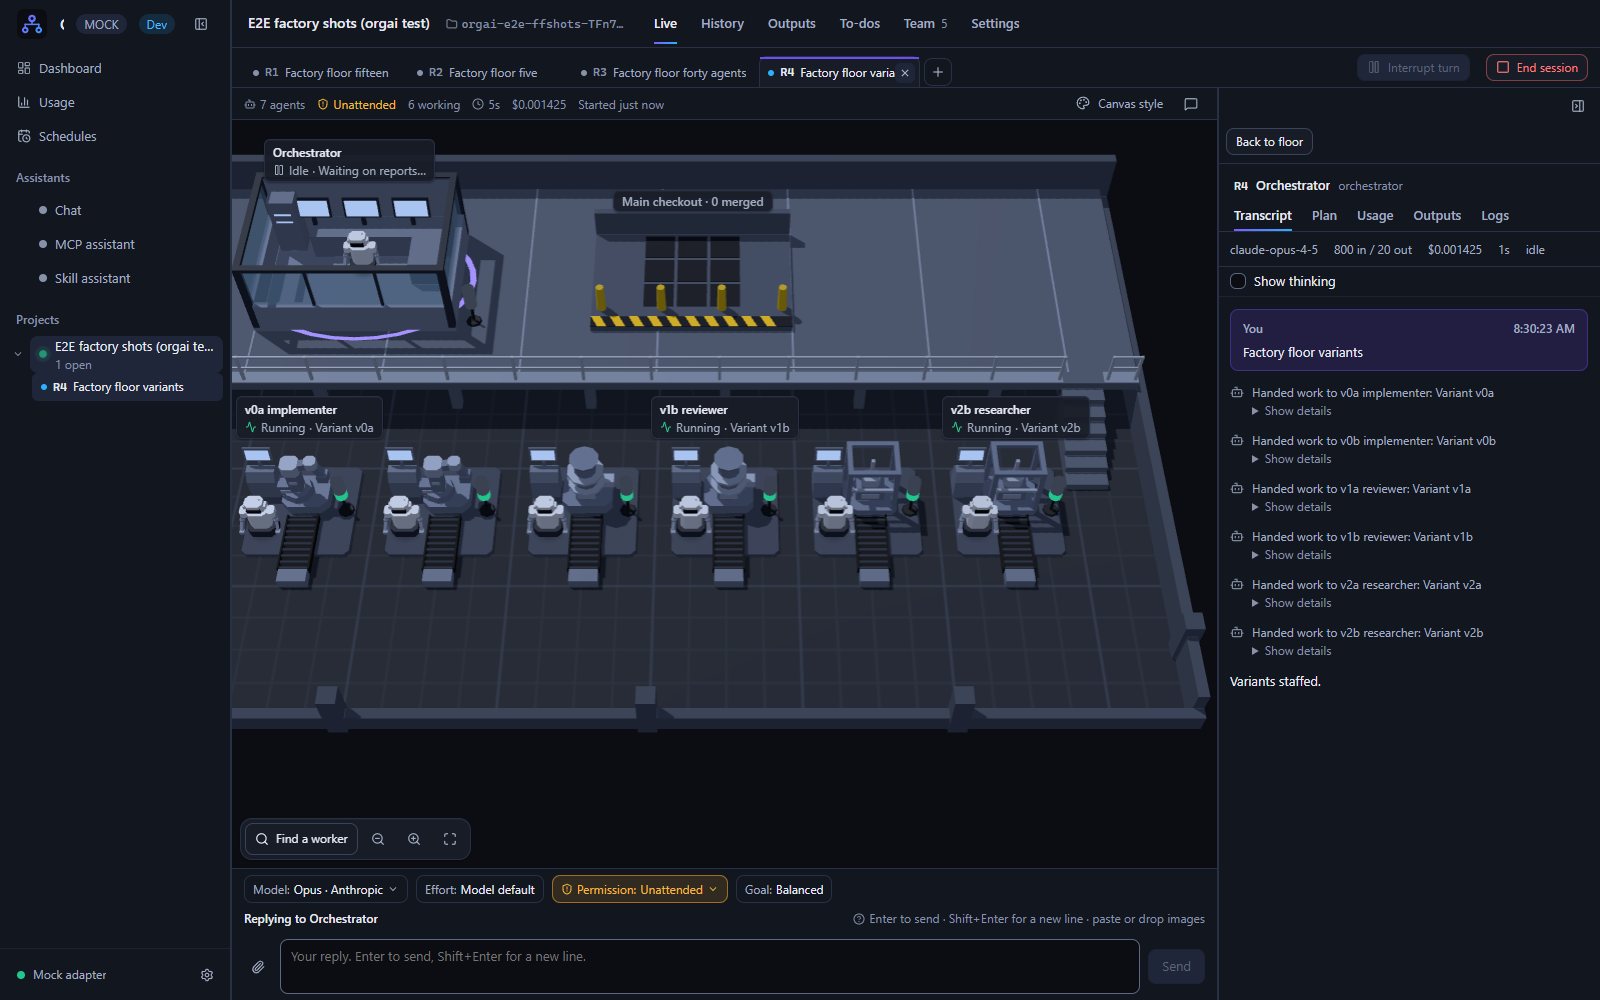 MOCK
Dev
Dashboard
Usage
Schedules
Assistants
Chat
MCP assistant
Skill assistant
Projects
E2E factory shots (orgai te...
1 open
R4 Factory floor variants
Mock adapter
E2E factory shots (orgai test)
orgai-e2e-ffshots-TFn7...
Live
History
Outputs
To-dos
Team 5
Settings
R1 Factory floor fifteen
R2 Factory floor five
R3 Factory floor forty agents
R4 Factory floor varia
Interrupt turn
End session
7 agents
Unattended
6 working
5s
$0.001425
Started just now
Canvas style
Orchestrator
Idle · Waiting on reports...
Main checkout · 0 merged
v0a implementer
Running · Variant v0a
v1b reviewer
Running · Variant v1b
v2b researcher
Running · Variant v2b
Find a worker
Model: Opus · Anthropic
Effort: Model default
Permission: Unattended
Goal: Balanced
Replying to Orchestrator
Enter to send · Shift+Enter for a new line · paste or drop images
Your reply. Enter to send, Shift+Enter for a new line.
Send
Back to floor
R4 Orchestrator orchestrator
Transcript
Plan
Usage
Outputs
Logs
claude-opus-4-5
800 in / 20 out
$0.001425
1s
idle
Show thinking
You
8:30:23 AM
Factory floor variants
Handed work to v0a implementer: Variant v0a
Show details
Handed work to v0b implementer: Variant v0b
Show details
Handed work to v1a reviewer: Variant v1a
Show details
Handed work to v1b reviewer: Variant v1b
Show details
Handed work to v2a researcher: Variant v2a
Show details
Handed work to v2b researcher: Variant v2b
Show details
Variants staffed.